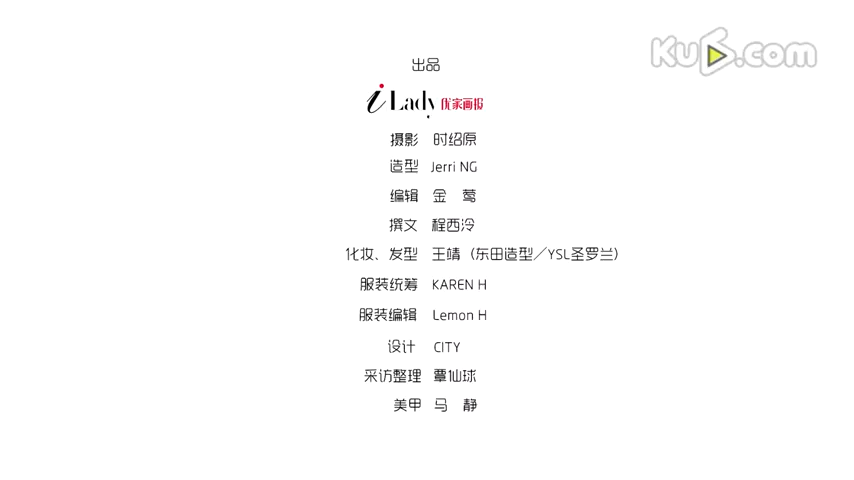 Ku6.com
出品
iLady 优家画报
摄影 时绍原
造型 Jerri NG
编辑 金 莺
撰文 程西泠
化妆、发型 王靖（东田造型／YSL圣罗兰）
服装统筹 KAREN H
服装编辑 Lemon H
设计 CITY
采访整理 覃仙球
美甲 马 静